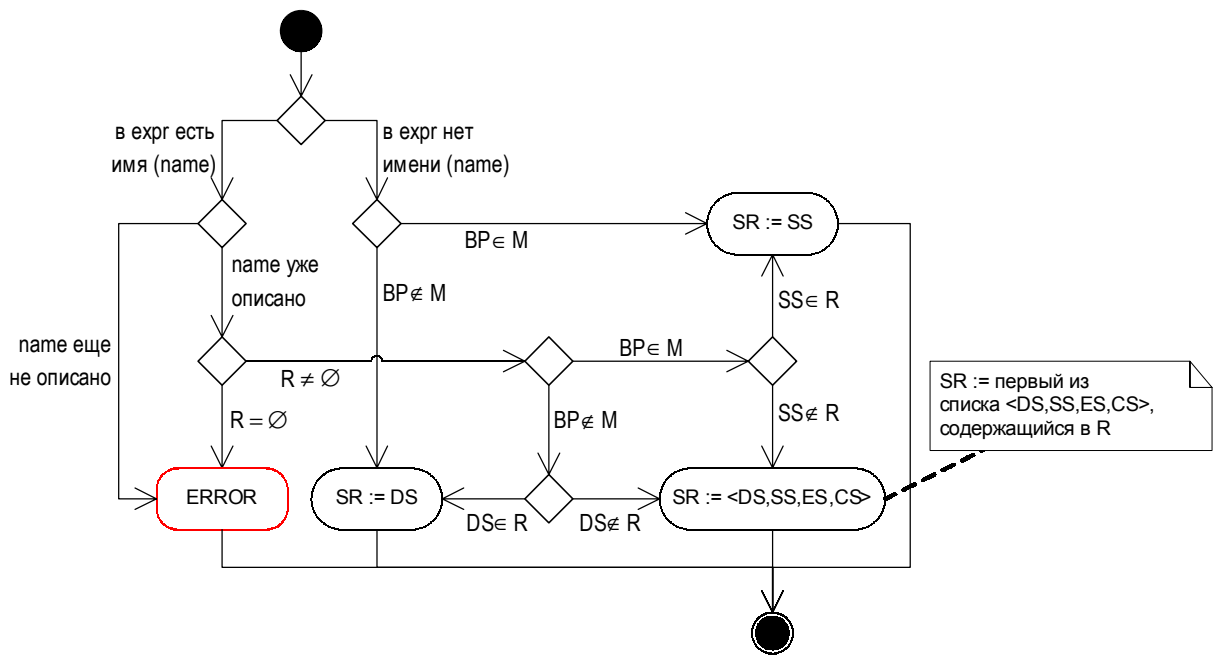 в expr есть
имя (name)
в expr нет
имени (name)
SR := SS
BP∈ M
name уже
описано
BP∉ M
SS∈ R
name еще
не описано
R ≠ ∅
BP∈ M
SR := первый из
списка <DS,SS,ES,CS>,
содержащийся в R
R = ∅
BP∉ M
SS∉ R
ERROR
SR := DS
SR := <DS,SS,ES,CS>
DS∈ R
DS∉ R